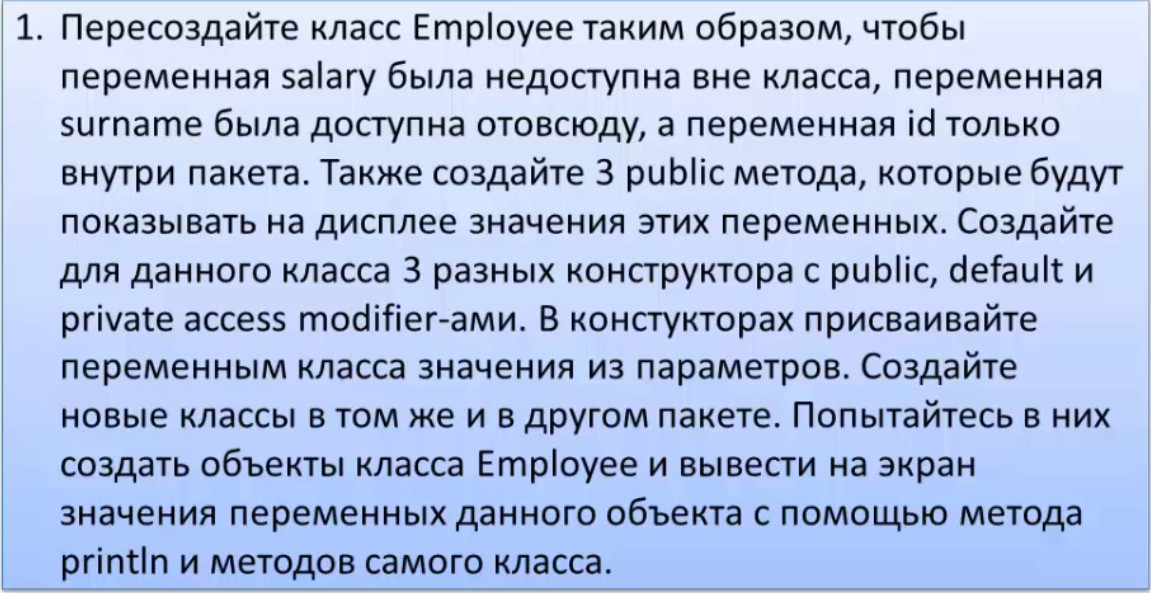 1. Пересоздайте класс Employee таким образом, чтобы
переменная salary была недоступна вне класса, переменная
surname была доступна отовсюду, а переменная id только
внутри пакета. Также создайте 3 public метода, которые будут
показывать на дисплее значения этих переменных. Создайте
для данного класса 3 разных конструктора с public, default и
private access modifier-ами. В констукторах присваивайте
переменным класса значения из параметров. Создайте
новые классы в том же и в другом пакете. Попытайтесь в них
создать объекты класса Employee и вывести на экран
значения переменных данного объекта с помощью метода
println и методов самого класса.